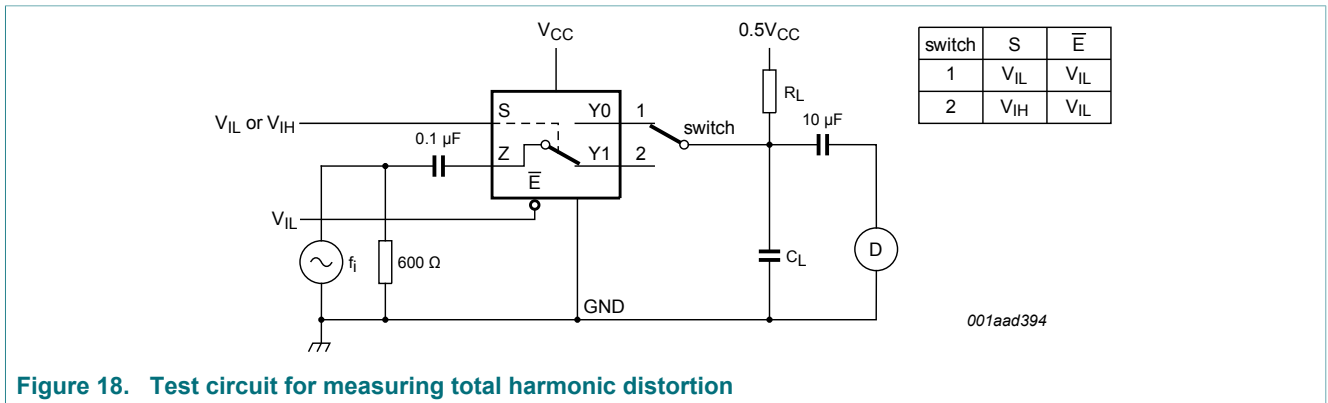 VCC
0.5VCC
switch S E̅
1 VIL VIL
2 VIH VIL
RL
10 µF
S Y0 1
switch
VIL or VIH
0.1 µF
Z Y1 2
E̅
VIL
fi
600 Ω
CL
D
GND
001aad394
Figure 18. Test circuit for measuring total harmonic distortion